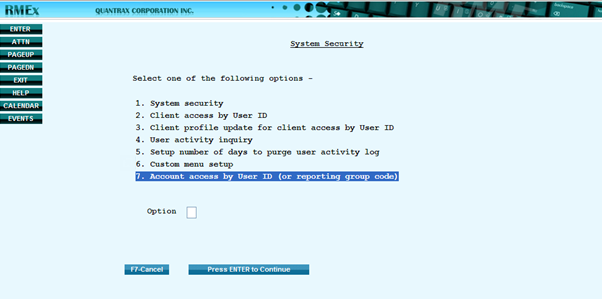 RMEx QUANTRAX CORPORATION INC.
ENTER
ATTN
PAGEUP
PAGEDN
EXIT
HELP
CALENDAR
EVENTS
System Security
Select one of the following options -
1. System security
2. Client access by User ID
3. Client profile update for client access by User ID
4. User activity inquiry
5. Setup number of days to purge user activity log
6. Custom menu setup
7. Account access by User ID (or reporting group code)
Option
F7-Cancel Press ENTER to Continue